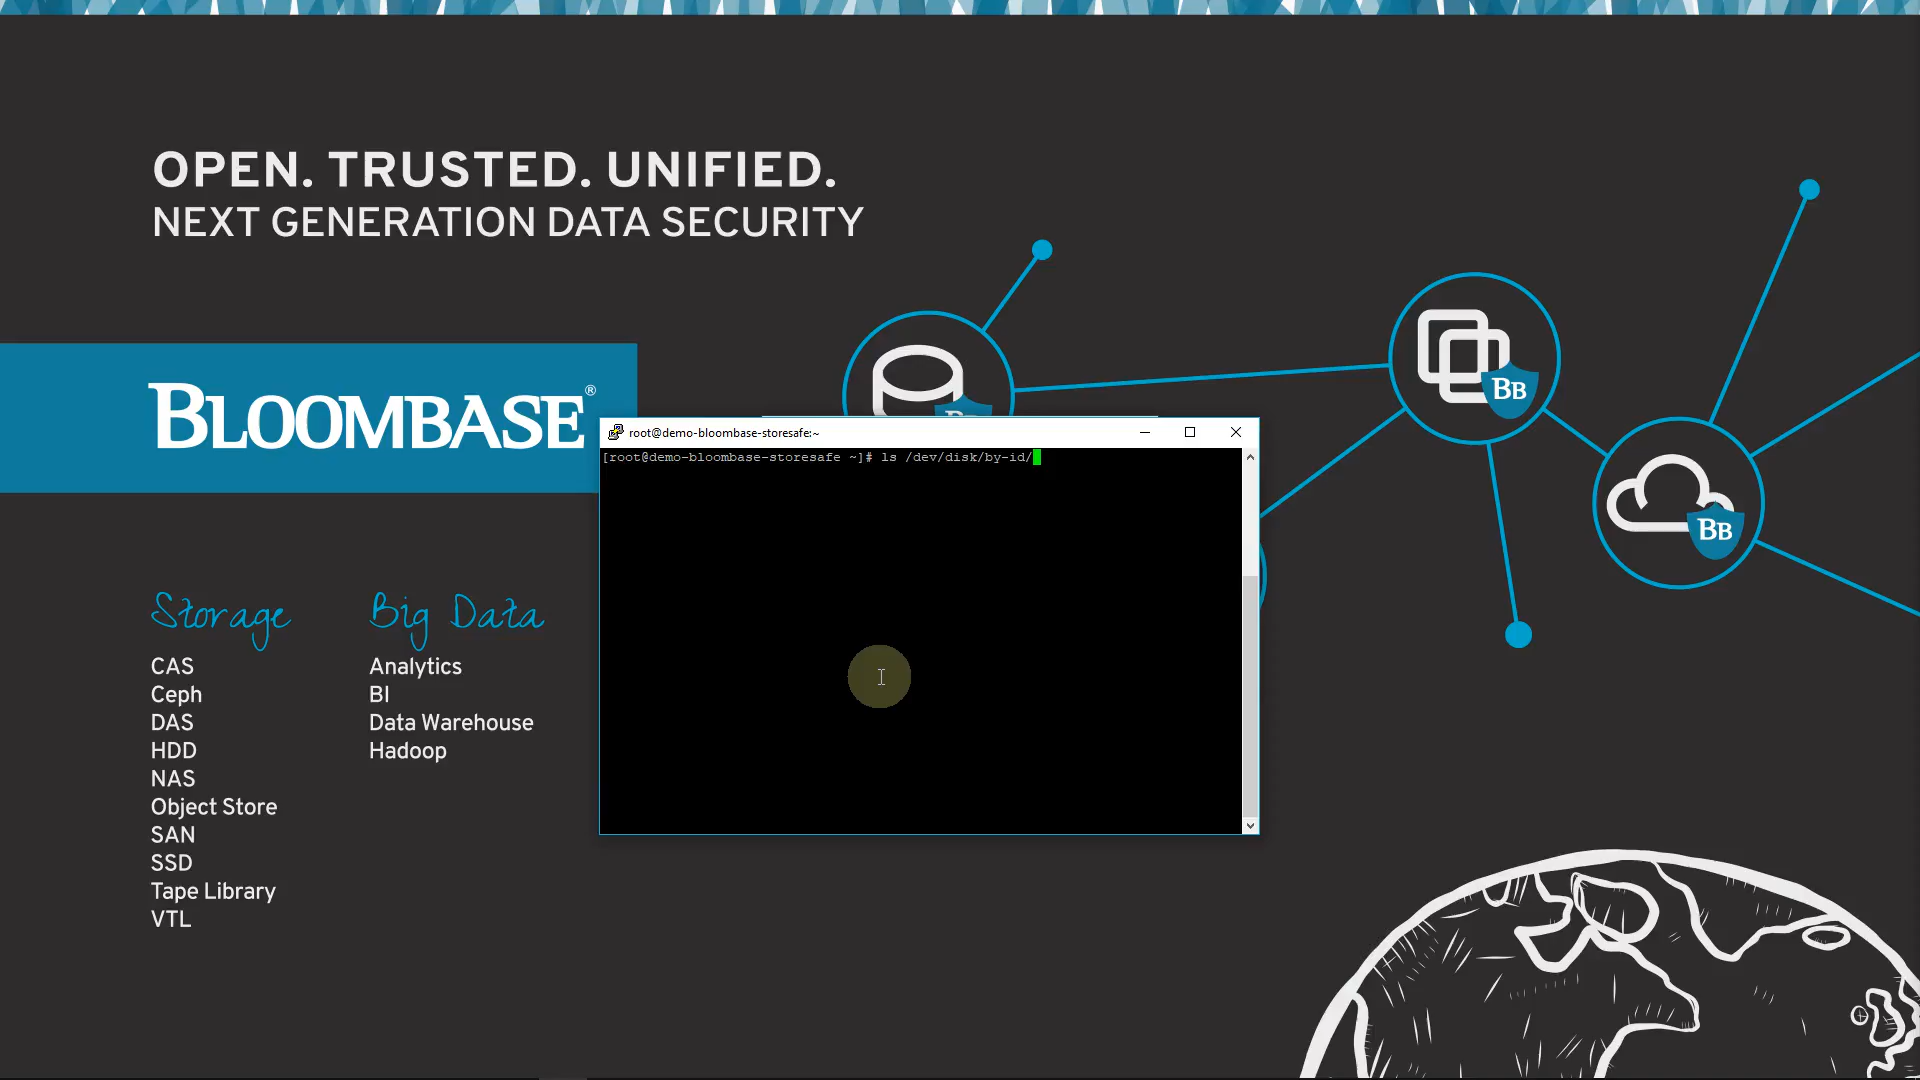 OPEN. TRUSTED. UNIFIED.
NEXT GENERATION DATA SECURITY
BLOOMBASE®
root@demo-bloombase-storesafe:~
[root@demo-bloombase-storesafe ~]# ls /dev/disk/by-id/
BB
BB
Storage
CAS
Ceph
DAS
HDD
NAS
Object Store
SAN
SSD
Tape Library
VTL
Big Data
Analytics
BI
Data Warehouse
Hadoop